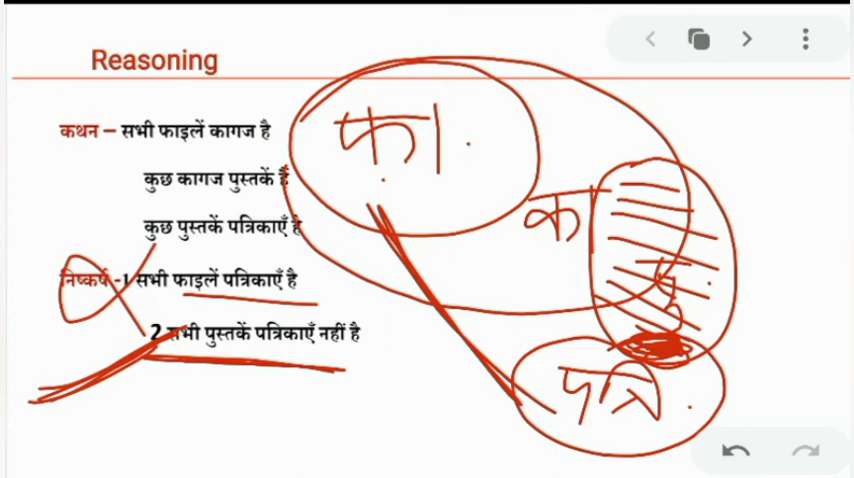 Reasoning
कथन – सभी फाइलें कागज है
कुछ कागज पुस्तकें हैं
कुछ पुस्तकें पत्रिकाएँ है
निष्कर्ष -1 सभी फाइलें पत्रिकाएँ है
2 सभी पुस्तकें पत्रिकाएँ नहीं है
फा.
का
पु
पत्रि.